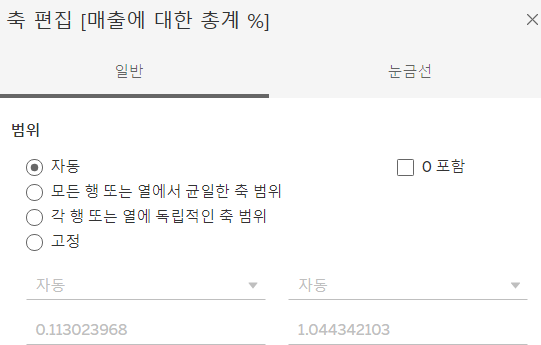 축 편집 [매출에 대한 총계 %]
일반 눈금선
범위
자동 0 포함
모든 행 또는 열에서 균일한 축 범위
각 행 또는 열에 독립적인 축 범위
고정
자동 자동
0.113023968 1.044342103